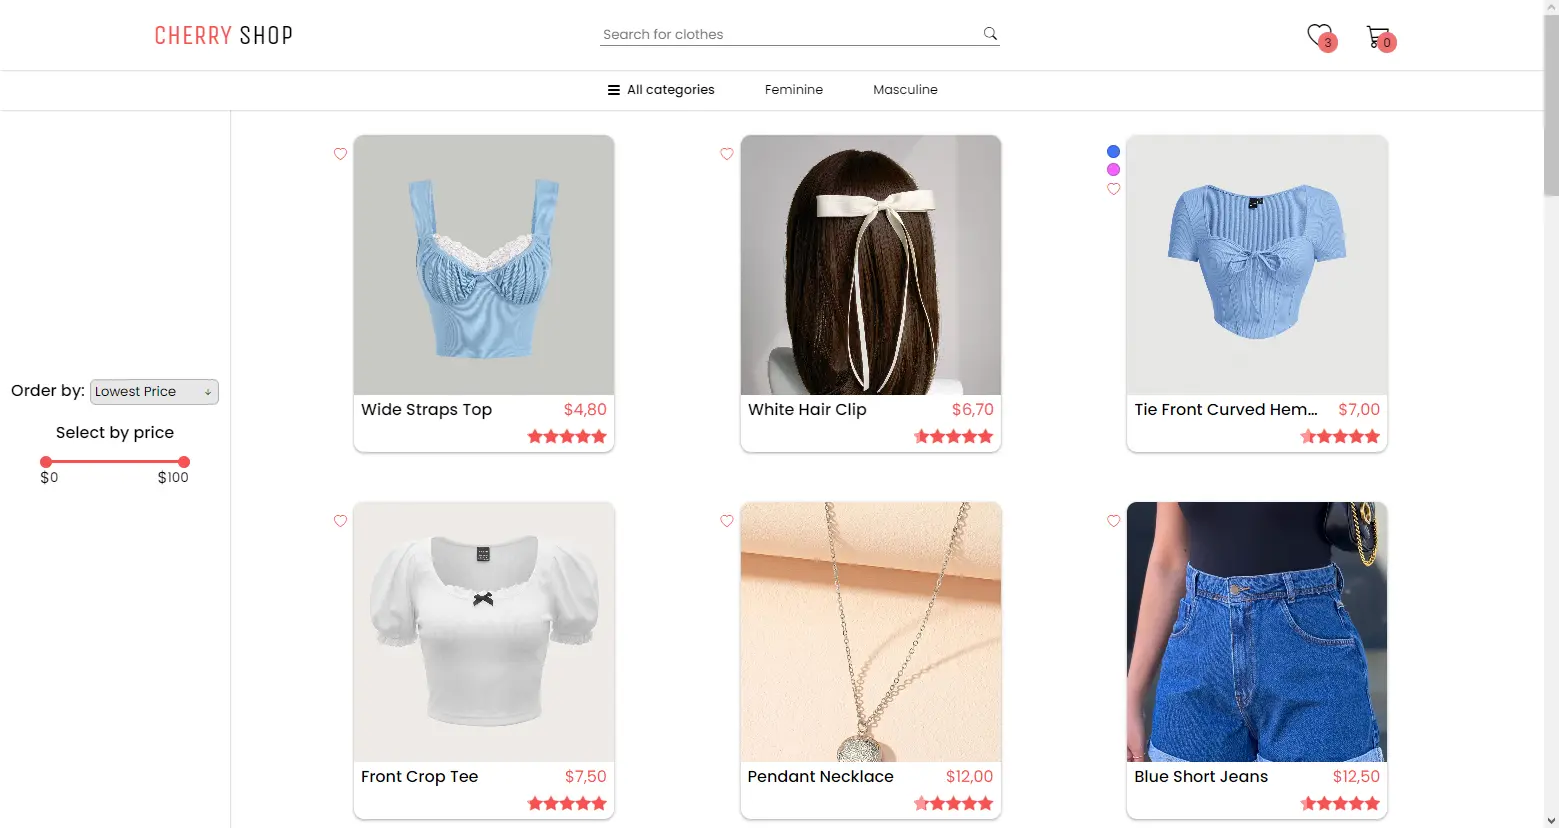 CHERRY SHOP
Search for clothes
3
0
All categories
Feminine
Masculine
Order by: Lowest Price
Select by price
$0
$100
Wide Straps Top
$4,80
White Hair Clip
$6,70
Tie Front Curved Hem...
$7,00
Front Crop Tee
$7,50
Pendant Necklace
$12,00
Blue Short Jeans
$12,50